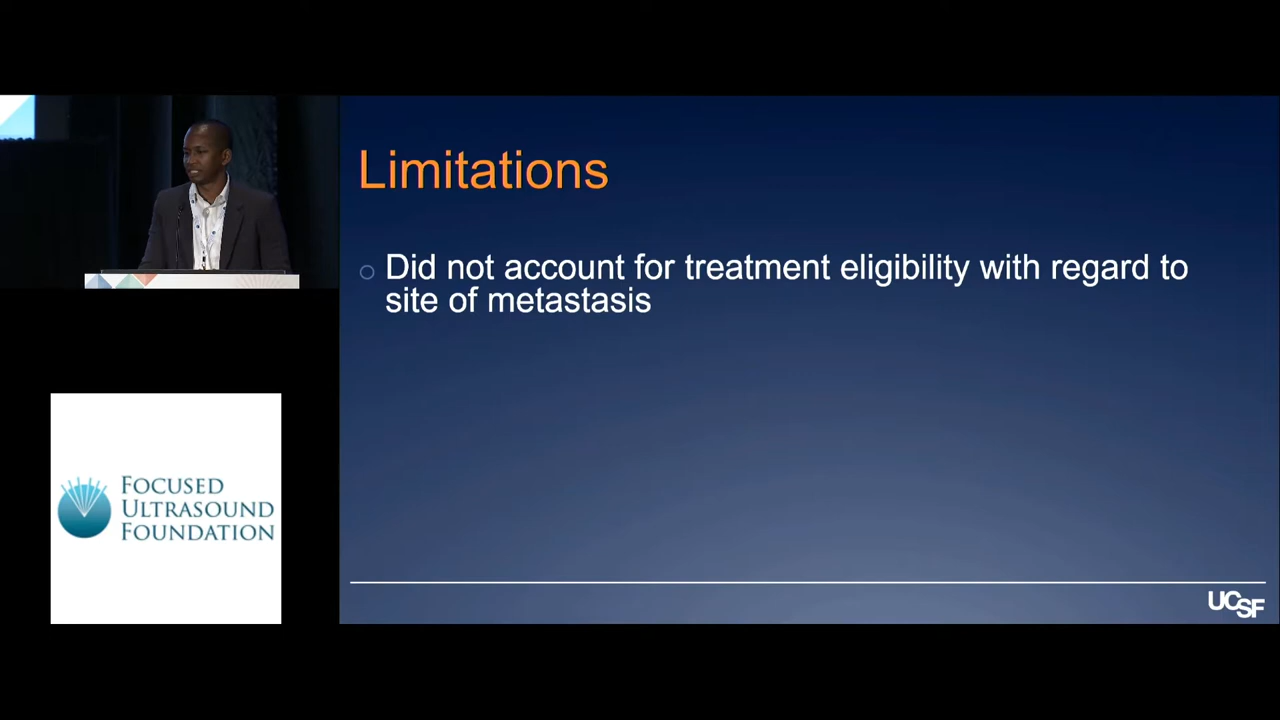 Limitations
Did not account for treatment eligibility with regard to
site of metastasis
FOCUSED
ULTRASOUND
FOUNDATION
UCSF